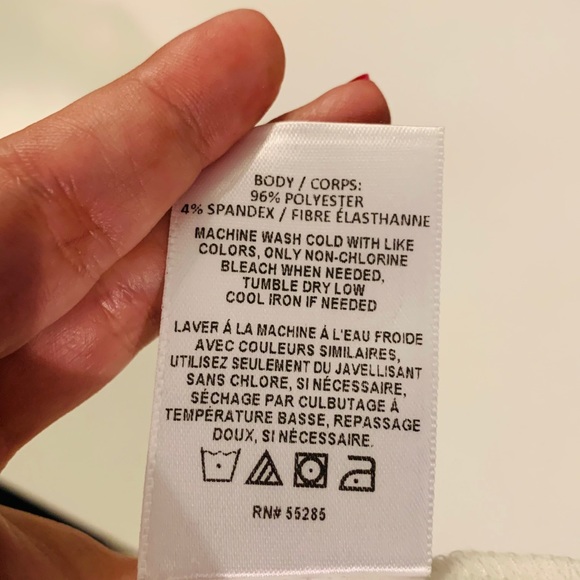 BODY / CORPS:
96% POLYESTER
4% SPANDEX / FIBRE ÉLASTHANNE
MACHINE WASH COLD WITH LIKE
COLORS, ONLY NON-CHLORINE
BLEACH WHEN NEEDED,
TUMBLE DRY LOW
COOL IRON IF NEEDED
LAVER Á LA MACHINE Á L'EAU FROIDE
AVEC COULEURS SIMILAIRES,
UTILISEZ SEULEMENT DU JAVELLISANT
SANS CHLORE, SI NÉCESSAIRE,
SÉCHAGE PAR CULBUTAGE Á
TEMPÉRATURE BASSE, REPASSAGE
DOUX, SI NÉCESSAIRE.
RN# 55285